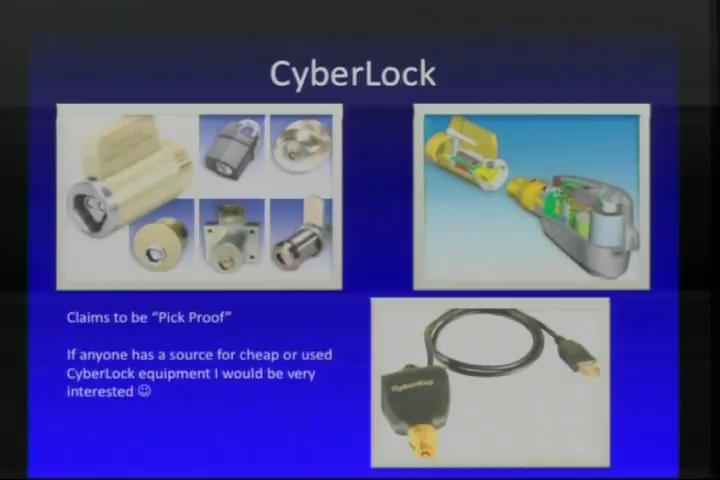 CyberLock
Claims to be “Pick Proof”
If anyone has a source for cheap or used
CyberLock equipment I would be very
interested ☺